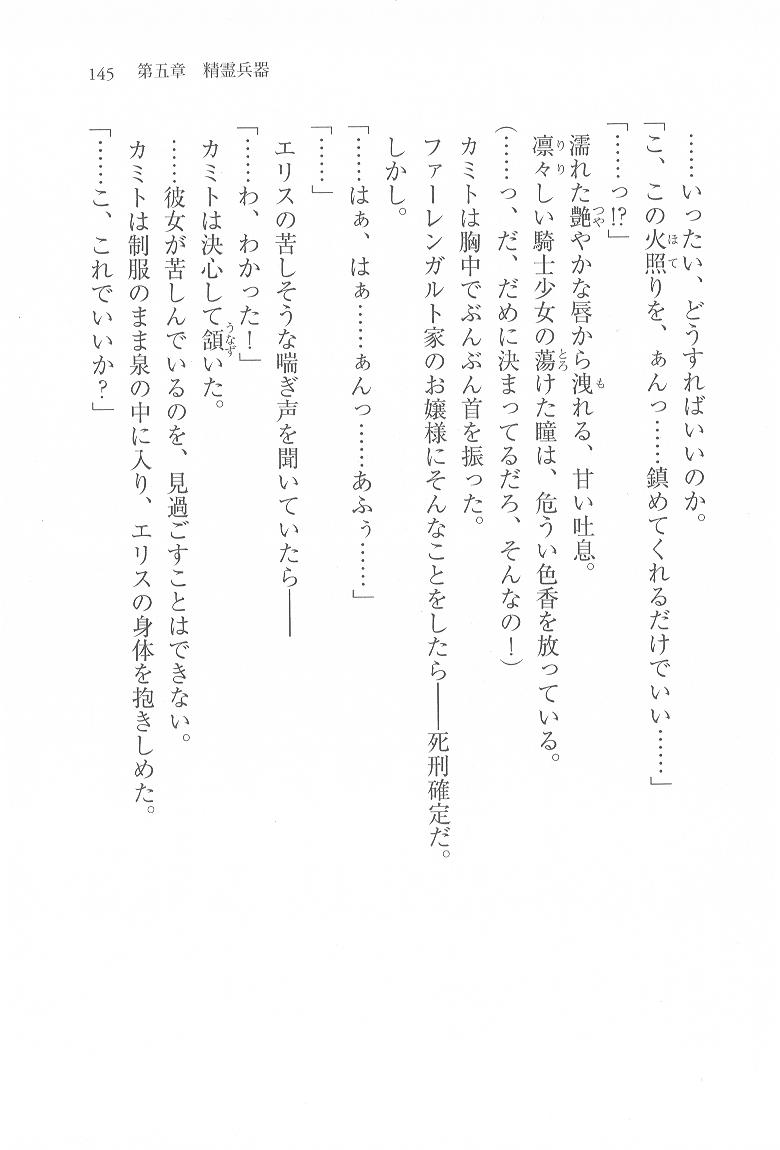 145　第五章　精霊兵器
……いったい、どうすればいいのか。
「こ、この火照りを、ぁんっ……鎮めてくれるだけでいい……」
「……っ!?」
濡れた艶やかな唇から洩れる、甘い吐息。
凛々しい騎士少女の蕩けた瞳は、危うい色香を放っている。
(……っ、だ、だめに決まってるだろ、そんなの！)
カミトは胸中でぶんぶん首を振った。
ファーレンガルト家のお嬢様にそんなことをしたら――死刑確定だ。
しかし。
「……はぁ、はぁ……ぁんっ……あふぅ……」
「……」
エリスの苦しそうな喘ぎ声を聞いていたら――
「……わ、わかった！」
カミトは決心して頷いた。
……彼女が苦しんでいるのを、見過ごすことはできない。
カミトは制服のまま泉の中に入り、エリスの身体を抱きしめた。
「……こ、これでいいか？」